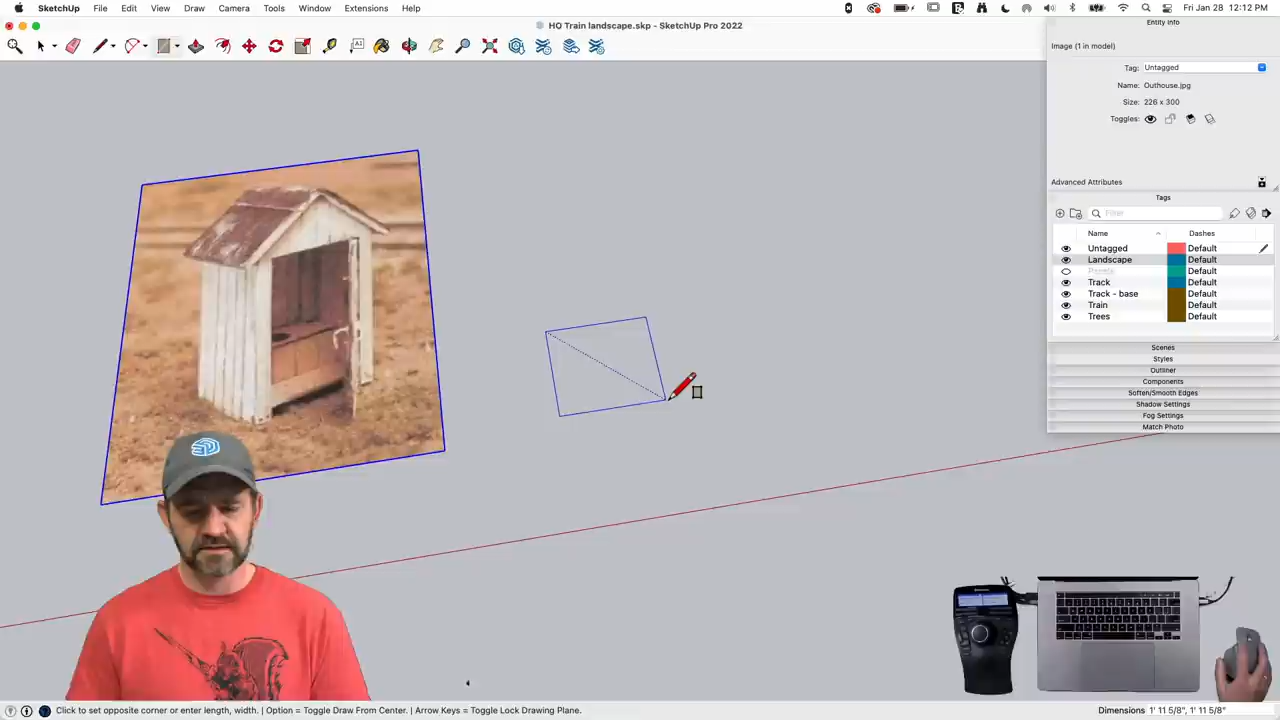 SketchUp File Edit View Draw Camera Tools Window Extensions Help Fri Jan 28 12:12 PM
HO Train landscape.skp - SketchUp Pro 2022
Entity Info
Image (1 in model)
Tag: Untagged
Name: Outhouse.jpg
Size: 226 x 300
Toggles:
Advanced Attributes
Tags
Filter
Name Dashes
Untagged Default
Landscape Default
Default
Track Default
Track - base Default
Train Default
Trees Default
Scenes
Styles
Outliner
Components
Soften/Smooth Edges
Shadow Settings
Fog Settings
Match Photo
Click to set opposite corner or enter length, width. | Option = Toggle Draw From Center. | Arrow Keys = Toggle Lock Drawing Plane. Dimensions 1' 11 5/8", 1' 11 5/8"